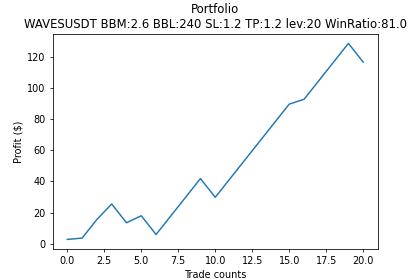 Portfolio
WAVESUSDT BBM:2.6 BBL:240 SL:1.2 TP:1.2 lev:20 WinRatio:81.0
120
100
80
60
40
20
0
Profit ($)
0.0 2.5 5.0 7.5 10.0 12.5 15.0 17.5 20.0
Trade counts